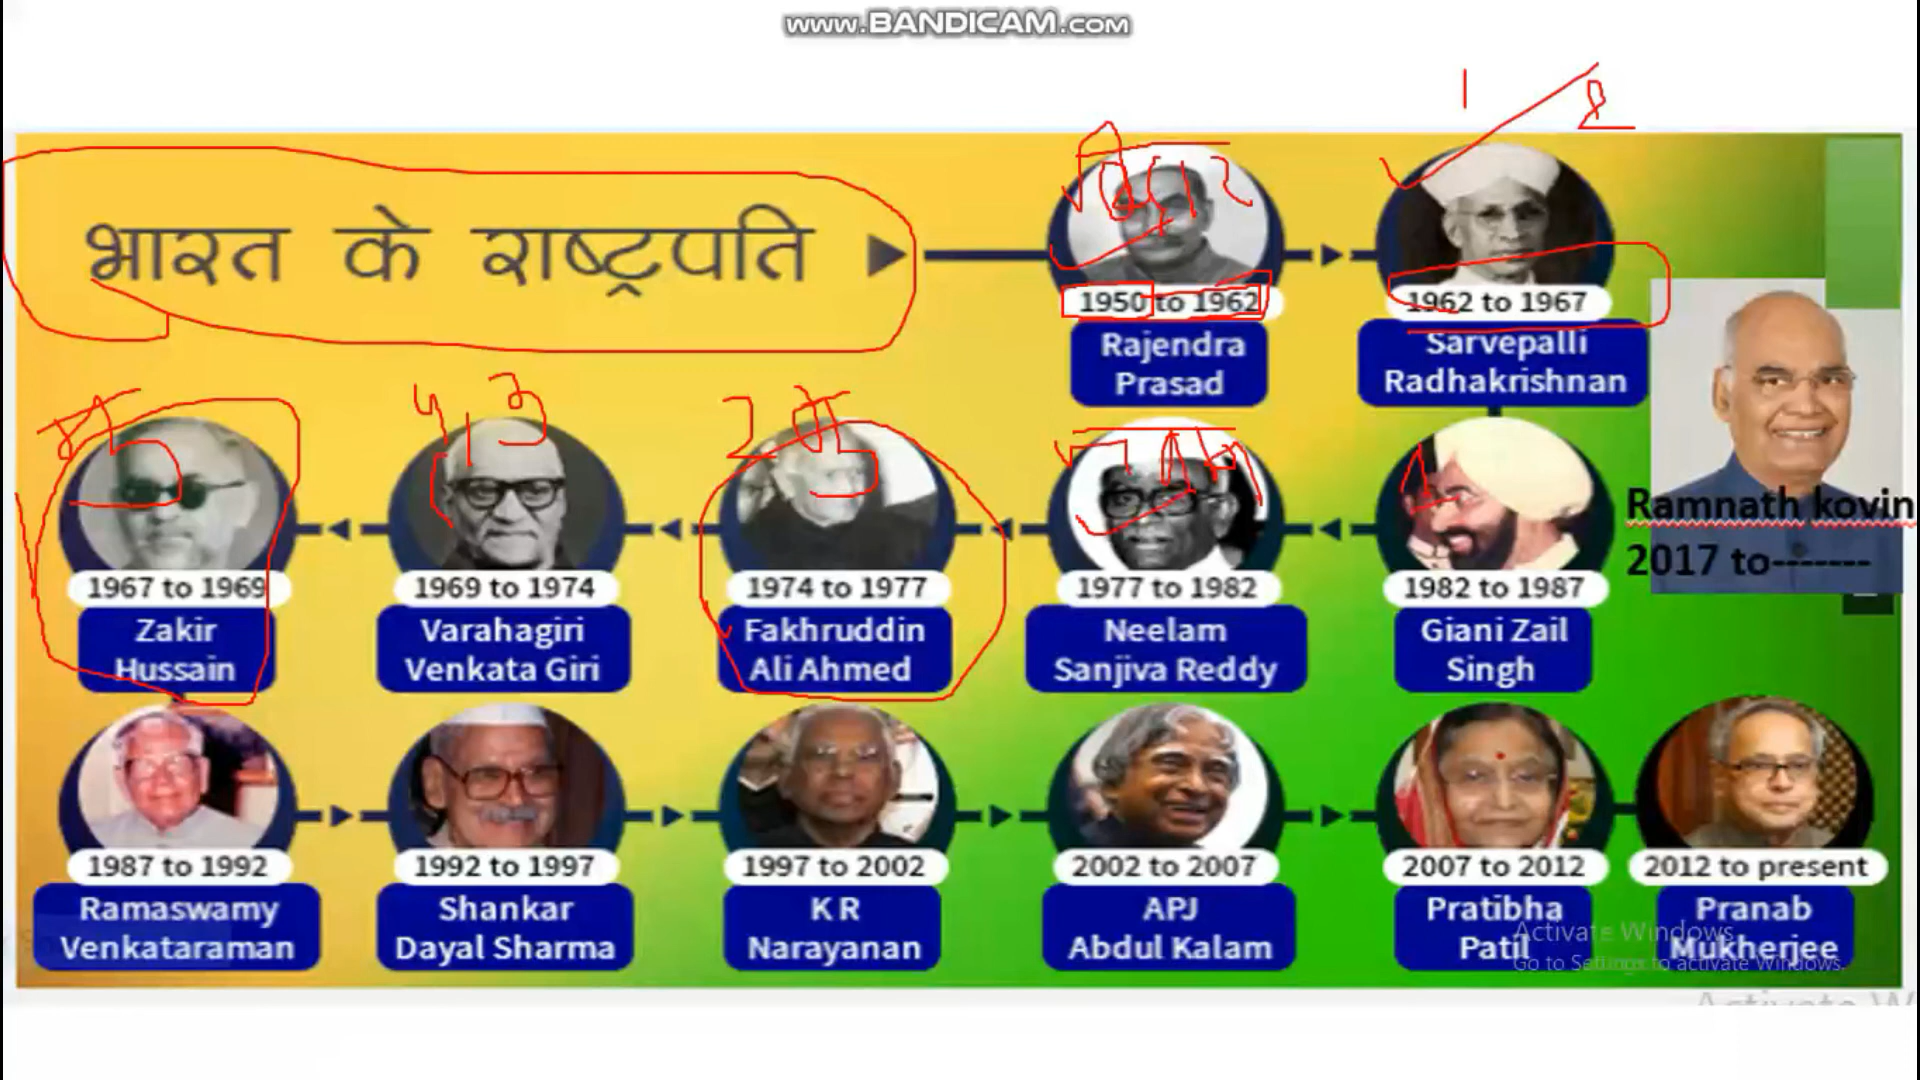 www.BANDICAM.com
1
2
भारत के राष्ट्रपति
1950 to 1962
Rajendra
Prasad
1962 to 1967
Sarvepalli
Radhakrishnan
Ramnath kovin
2017 to-------
1967 to 1969
Zakir
Hussain
1969 to 1974
Varahagiri
Venkata Giri
1974 to 1977
Fakhruddin
Ali Ahmed
1977 to 1982
Neelam
Sanjiva Reddy
1982 to 1987
Giani Zail
Singh
1987 to 1992
Ramaswamy
Venkataraman
1992 to 1997
Shankar
Dayal Sharma
1997 to 2002
K R
Narayanan
2002 to 2007
APJ
Abdul Kalam
2007 to 2012
Pratibha
Patil
2012 to present
Pranab
Mukherjee
Activate Windows
Go to Settings to activate Windows.